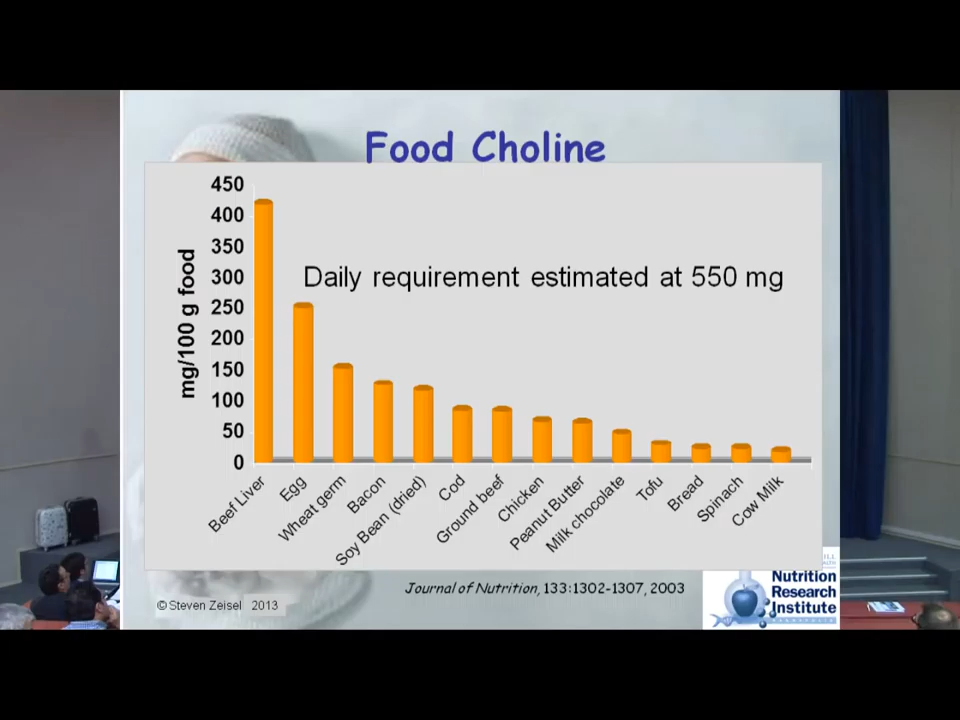 Food Choline
450
400
350
300
250
200
150
100
50
0
mg/100 g food
Daily requirement estimated at 550 mg
Beef Liver
Egg
Wheat germ
Bacon
Soy Bean (dried)
Cod
Ground beef
Chicken
Peanut Butter
Milk chocolate
Tofu
Bread
Spinach
Cow Milk
Journal of Nutrition, 133:1302-1307, 2003
© Steven Zeisel 2013
Nutrition
Research
Institute